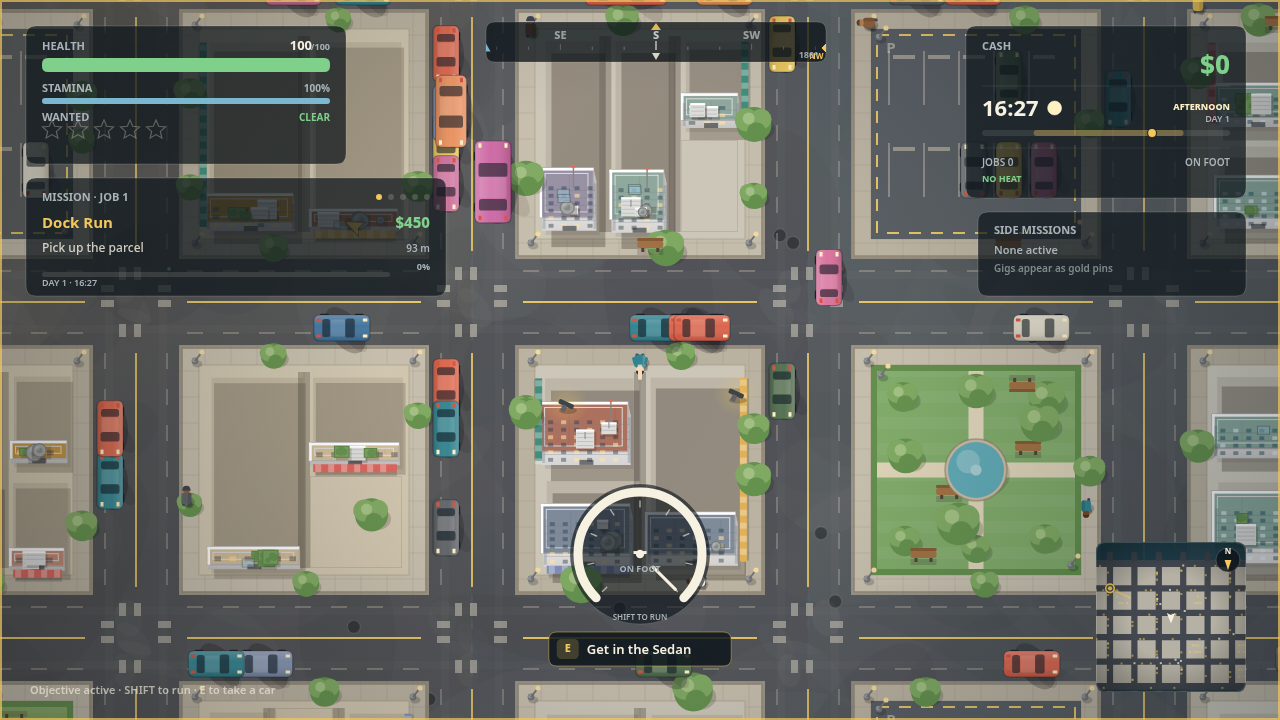 HEALTH 100/100
STAMINA 100%
WANTED CLEAR
MISSION · JOB 1
Dock Run $450
Pick up the parcel 93 m
0%
DAY 1 · 16:27
SE S SW
NW
P
CASH
$0
16:27 AFTERNOON
DAY 1
JOBS 0 ON FOOT
NO HEAT
SIDE MISSIONS
None active
Gigs appear as gold pins
ON FOOT
SHIFT TO RUN
E Get in the Sedan
N
Objective active · SHIFT to run · E to take a car